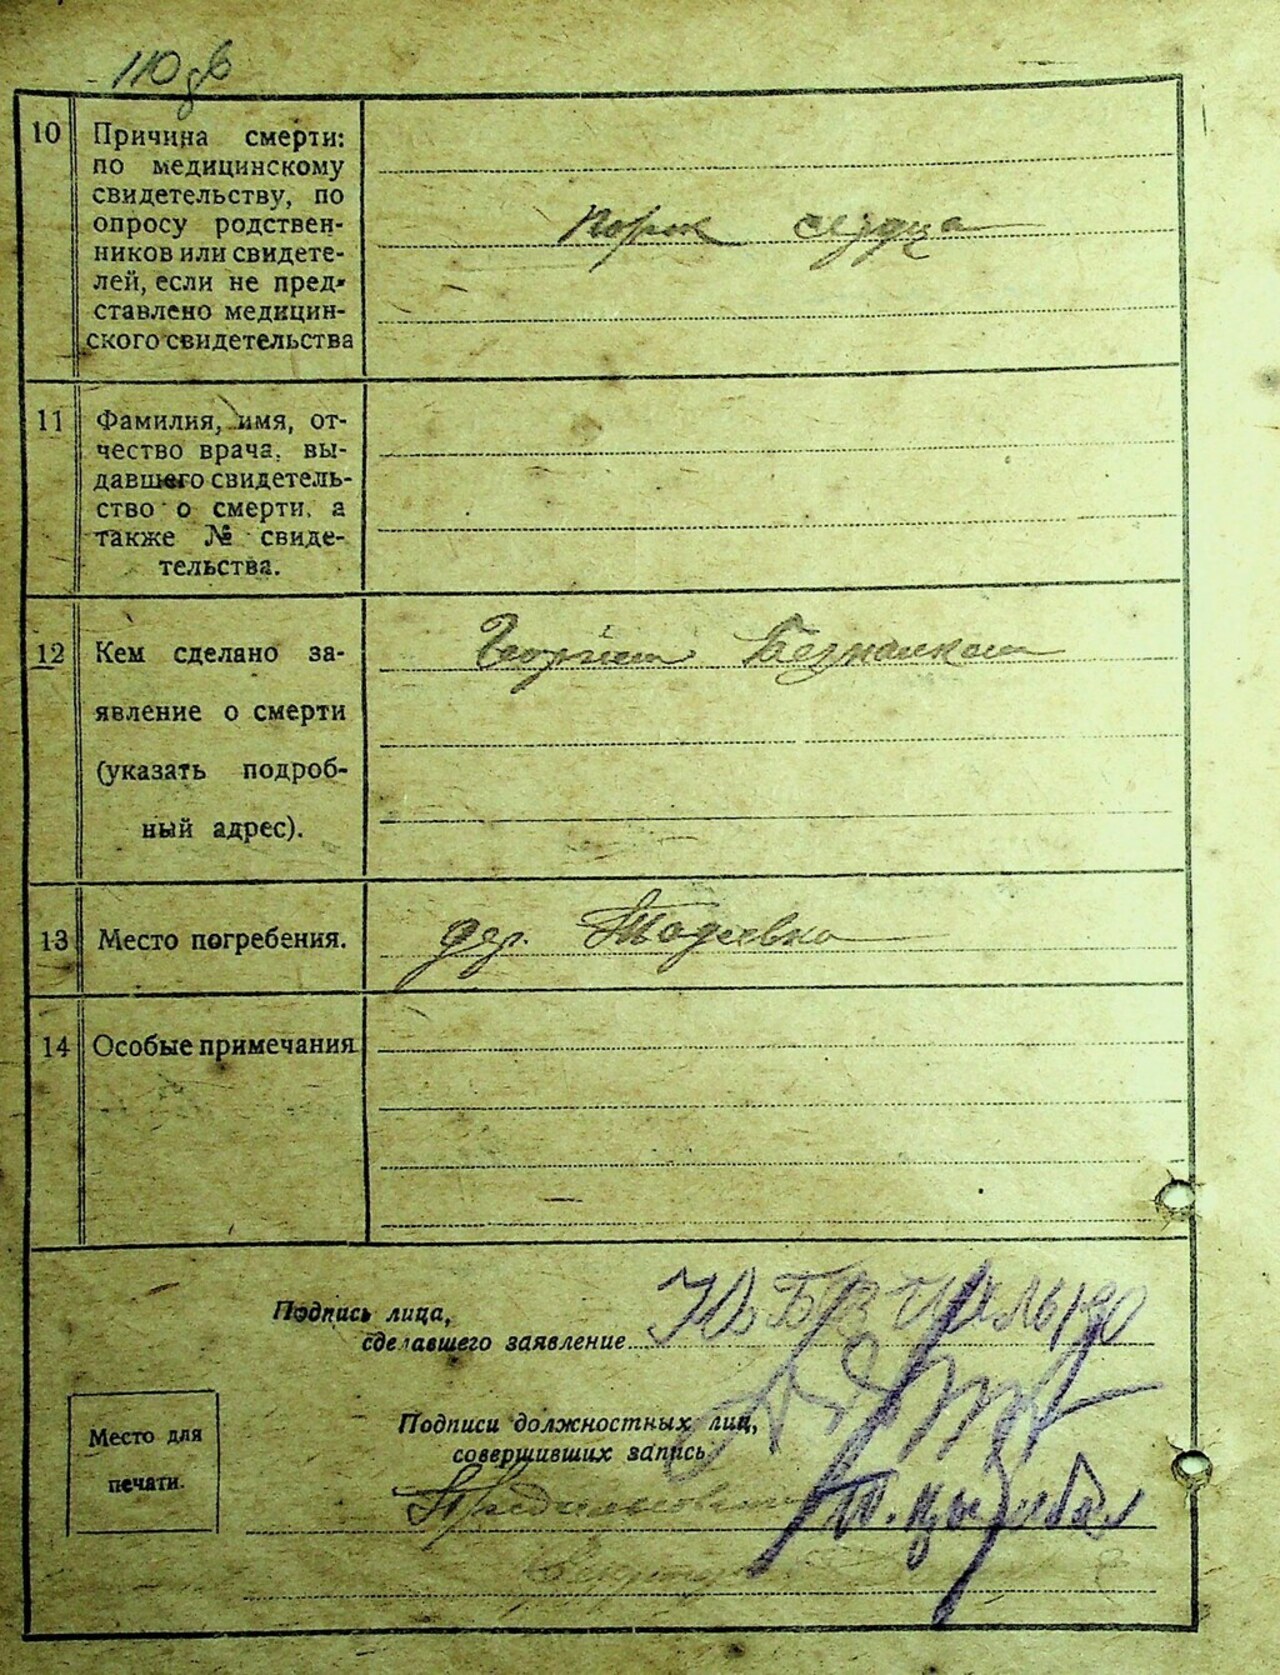 110 об
10 Причина смерти:
по медицинскому
свидетельству, по
опросу родствен-
ников или свидете-
лей, если не пред-
ставлено медицин-
ского свидетельства
порок сердца
11 Фамилия, имя, от-
чество врача, вы-
давшего свидетель-
ство о смерти, а
также № свиде-
тельства.
12 Кем сделано за-
явление о смерти
(указать подроб-
ный адрес).
Георгием
13 Место погребения.
дер. Тодеевка
14 Особые примечания.
Подпись лица,
сделавшего заявление
Место для
печати.
Подписи должностных лиц,
совершивших запись